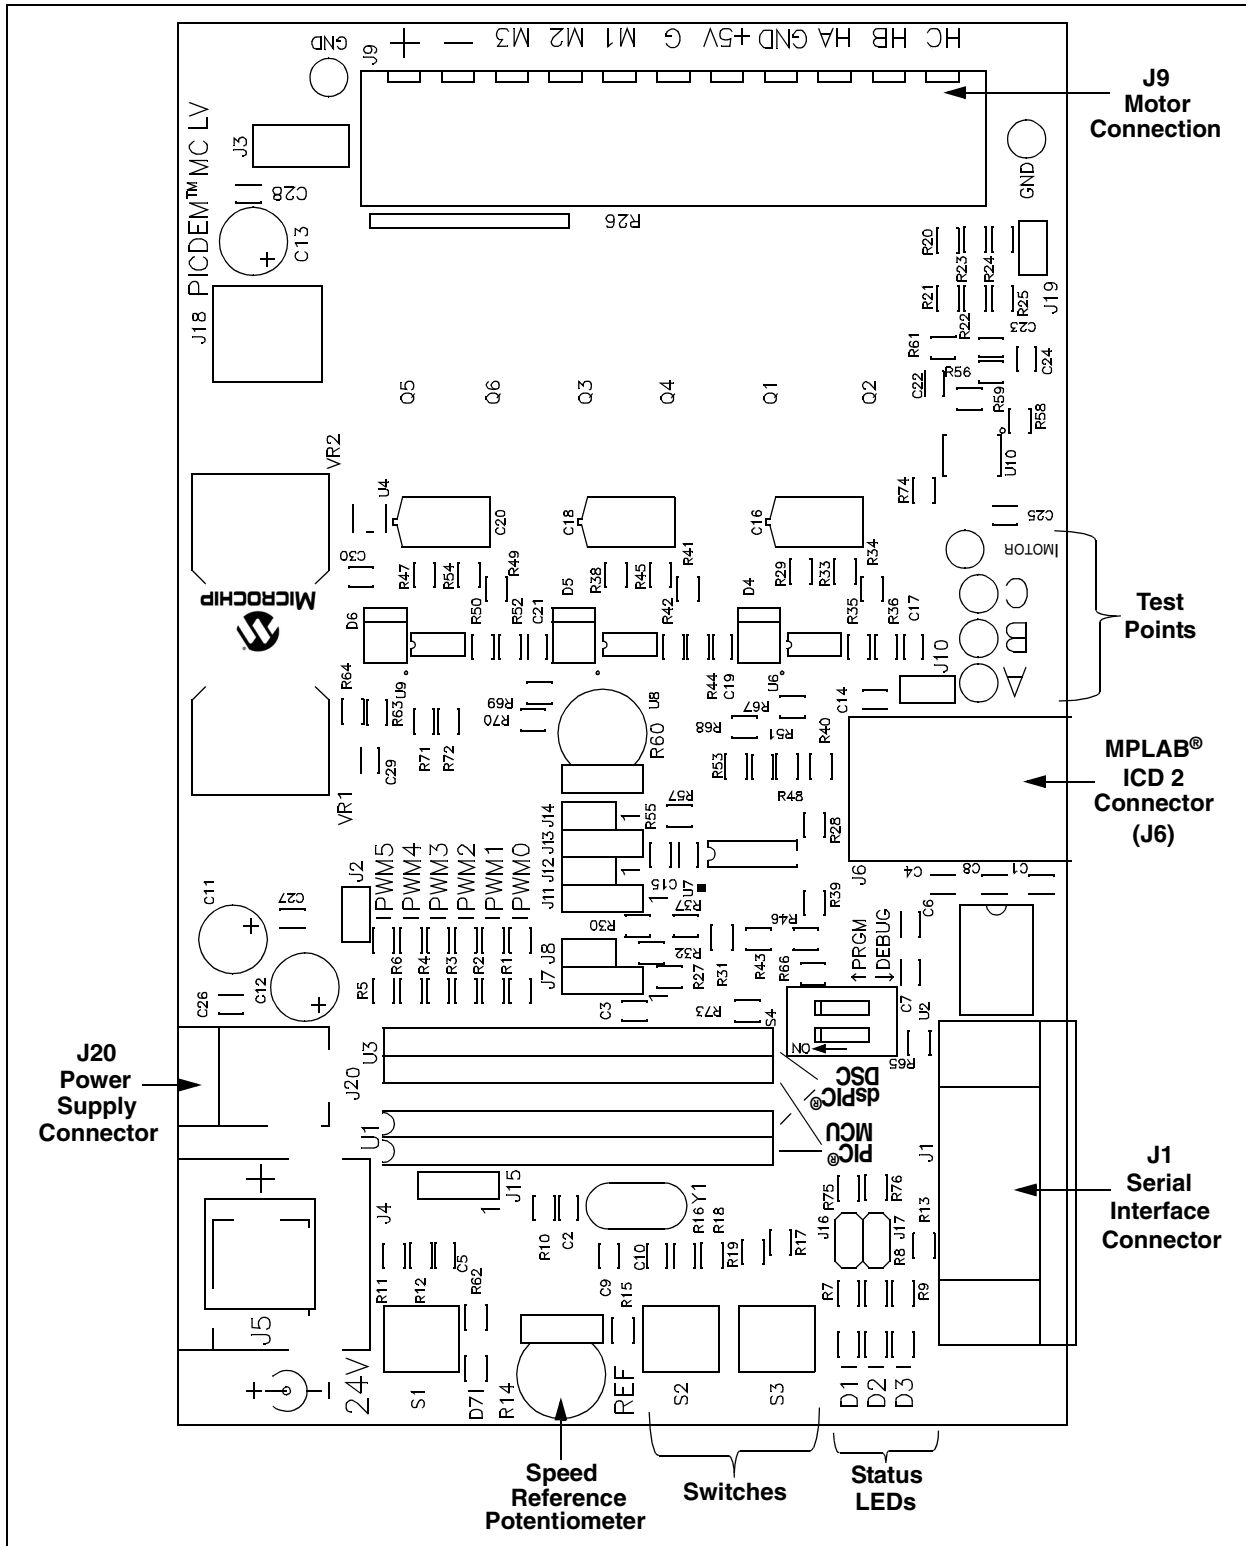 GND
J9
+
−
M3
M2
M1
G
+5V
GND
HA
HB
HC
J9
Motor
Connection
PICDEM™ MC LV
J3
C28
C13
R26
GND
R20
R23
R24
J19
R21
R22
R25
C23
J18
R61
R56
C24
C22
R59
R58
Q5
Q6
Q3
Q4
Q1
Q2
VR2
U4
C20
C18
C16
R74
U10
C25
C30
R47
R54
R49
D5
R38
R45
R41
D4
R29
R33
R34
IMOTOR
C
B
A
Test
Points
MICROCHIP
D6
R50
R52
C21
R42
R35
R36
C17
J10
R64
R63
U9
R69
R70
U8
R44
C19
U6
R67
C14
R71
R72
R60
R68
R51
R40
C29
R53
R48
VR1
MPLAB®
ICD 2
Connector
(J6)
J14
J13
J12
J11
1
1
1
R57
R55
R28
J2
PWM5
PWM4
PWM3
PWM2
PWM1
PWM0
C15
U7
R37
R39
J6
C4
C8
C1
C11
C27
R30
R32
R46
C6
↑PRGM
↓DEBUG
R6
R4
R3
R2
R1
J8
J7
R27
R31
R43
R66
C12
R5
1
C26
C3
R73
S4
C7
U2
ON
R65
J20
Power
Supply
Connector
U3
J20
dsPIC®
DSC
U1
PIC®
MCU
J1
J1
Serial
Interface
Connector
+
J4
J15
1
R10
C2
Y1
R16
R18
R75
R76
J16
J17
R13
R11
R12
C5
R62
C9
R15
C10
R19
R17
R8
R7
R9
J5
+
−
24V
S1
D7
R14
REF
S2
S3
D1
D2
D3
Speed
Reference
Potentiometer
Switches
Status
LEDs